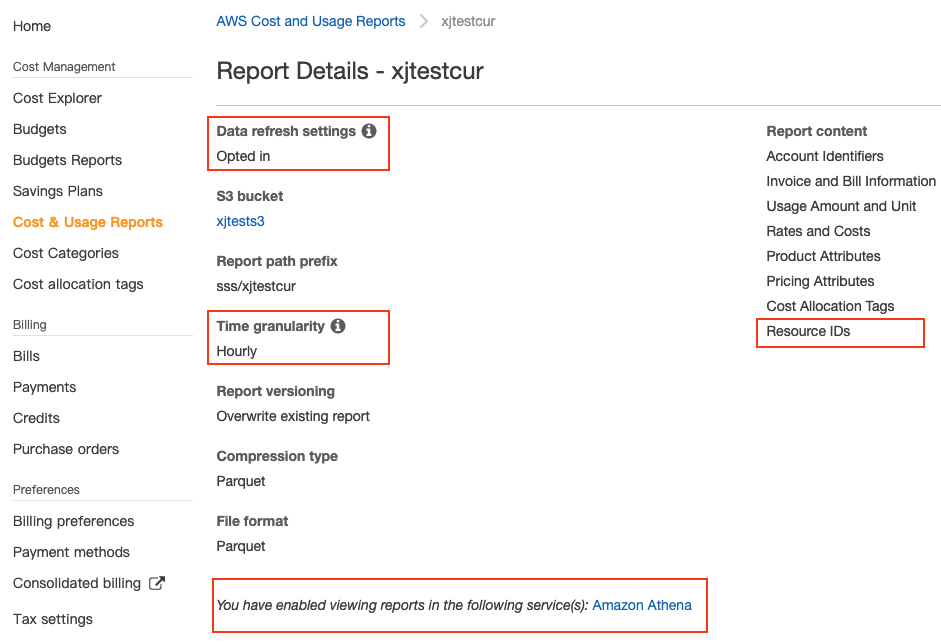 Home
Cost Management
Cost Explorer
Budgets
Budgets Reports
Savings Plans
Cost & Usage Reports
Cost Categories
Cost allocation tags
Billing
Bills
Payments
Credits
Purchase orders
Preferences
Billing preferences
Payment methods
Consolidated billing
Tax settings
AWS Cost and Usage Reports > xjtestcur
Report Details - xjtestcur
Data refresh settings
Opted in
S3 bucket
xjtests3
Report path prefix
sss/xjtestcur
Time granularity
Hourly
Report versioning
Overwrite existing report
Compression type
Parquet
File format
Parquet
You have enabled viewing reports in the following service(s): Amazon Athena
Report content
Account Identifiers
Invoice and Bill Information
Usage Amount and Unit
Rates and Costs
Product Attributes
Pricing Attributes
Cost Allocation Tags
Resource IDs